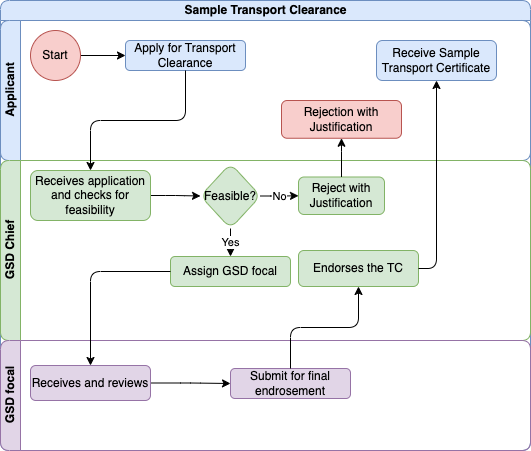 Sample Transport Clearance
Applicant
Start
Apply for Transport
Clearance
Receive Sample
Transport Certificate
Rejection with
Justification
GSD Chief
Receives application
and checks for
feasibility
Feasible?
No
Reject with
Justification
Yes
Assign GSD focal
Endorses the TC
GSD focal
Receives and reviews
Submit for final
endrosement